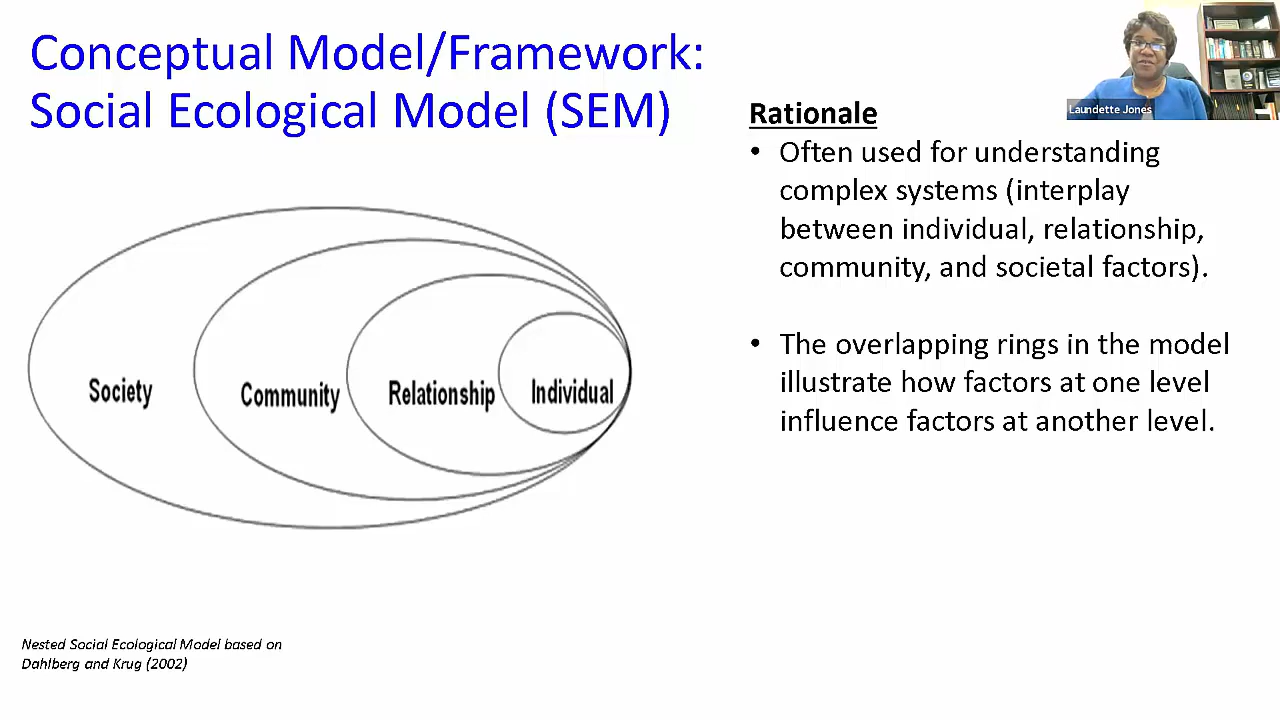 Conceptual Model/Framework:
Social Ecological Model (SEM)
Laundette Jones
Rationale
• Often used for understanding
complex systems (interplay
between individual, relationship,
community, and societal factors).
• The overlapping rings in the model
illustrate how factors at one level
influence factors at another level.
Society
Community
Relationship
Individual
Nested Social Ecological Model based on
Dahlberg and Krug (2002)